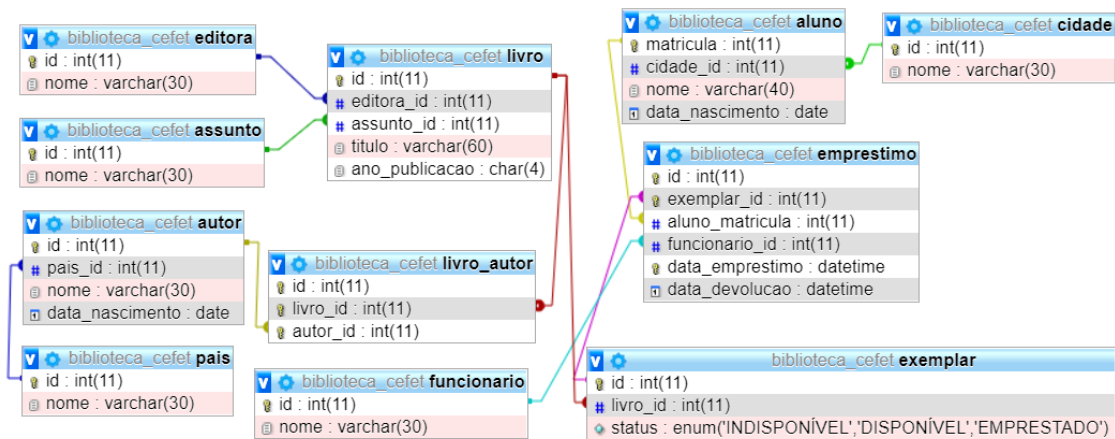 biblioteca_cefet editora
id : int(11)
nome : varchar(30)
biblioteca_cefet assunto
id : int(11)
nome : varchar(30)
biblioteca_cefet livro
id : int(11)
# editora_id : int(11)
# assunto_id : int(11)
titulo : varchar(60)
ano_publicacao : char(4)
biblioteca_cefet aluno
matricula : int(11)
# cidade_id : int(11)
nome : varchar(40)
data_nascimento : date
biblioteca_cefet cidade
id : int(11)
nome : varchar(30)
biblioteca_cefet emprestimo
id : int(11)
exemplar_id : int(11)
# aluno_matricula : int(11)
# funcionario_id : int(11)
data_emprestimo : datetime
data_devolucao : datetime
biblioteca_cefet autor
id : int(11)
# pais_id : int(11)
nome : varchar(30)
data_nascimento : date
biblioteca_cefet livro_autor
id : int(11)
livro_id : int(11)
autor_id : int(11)
biblioteca_cefet pais
id : int(11)
nome : varchar(30)
biblioteca_cefet funcionario
id : int(11)
nome : varchar(30)
biblioteca_cefet exemplar
id : int(11)
# livro_id : int(11)
status : enum('INDISPONÍVEL','DISPONÍVEL','EMPRESTADO')